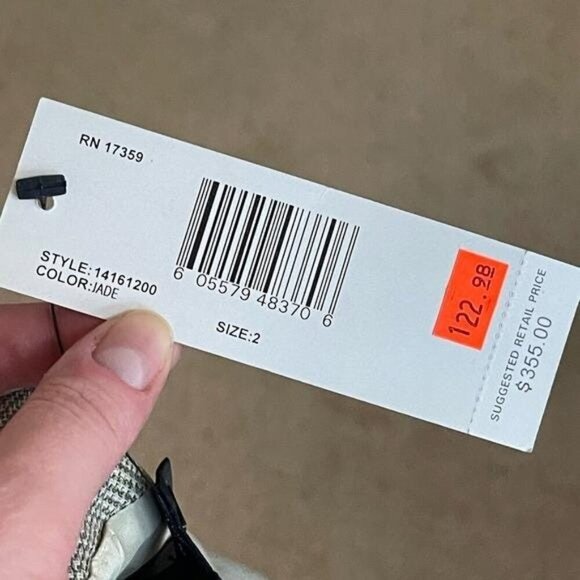 RN 17359
STYLE:14161200
COLOR:JADE
6 05579 48370 6
SIZE:2
122.98
SUGGESTED RETAIL PRICE
$355.00